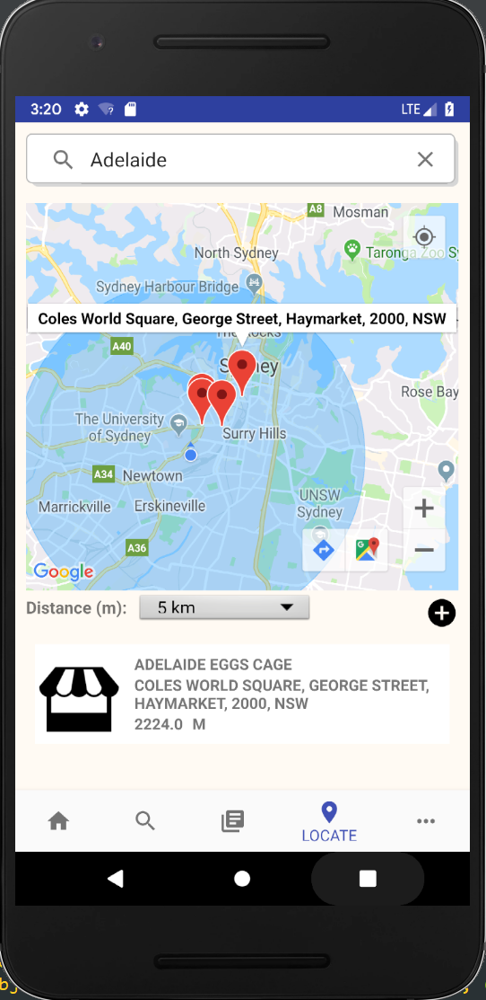 3:20 LTE
Adelaide
A8 Mosman
North Sydney
Taronga Zoo Sy
Sydney Harbour Bridge
Coles World Square, George Street, Haymarket, 2000, NSW
The Rocks
A40
Rose Bay
The University
of Sydney
Surry Hills
A34 Newtown
UNSW
Sydney
Marrickville Erskineville
A36
Google
Distance (m): 5 km
ADELAIDE EGGS CAGE
COLES WORLD SQUARE, GEORGE STREET,
HAYMARKET, 2000, NSW
2224.0 M
LOCATE